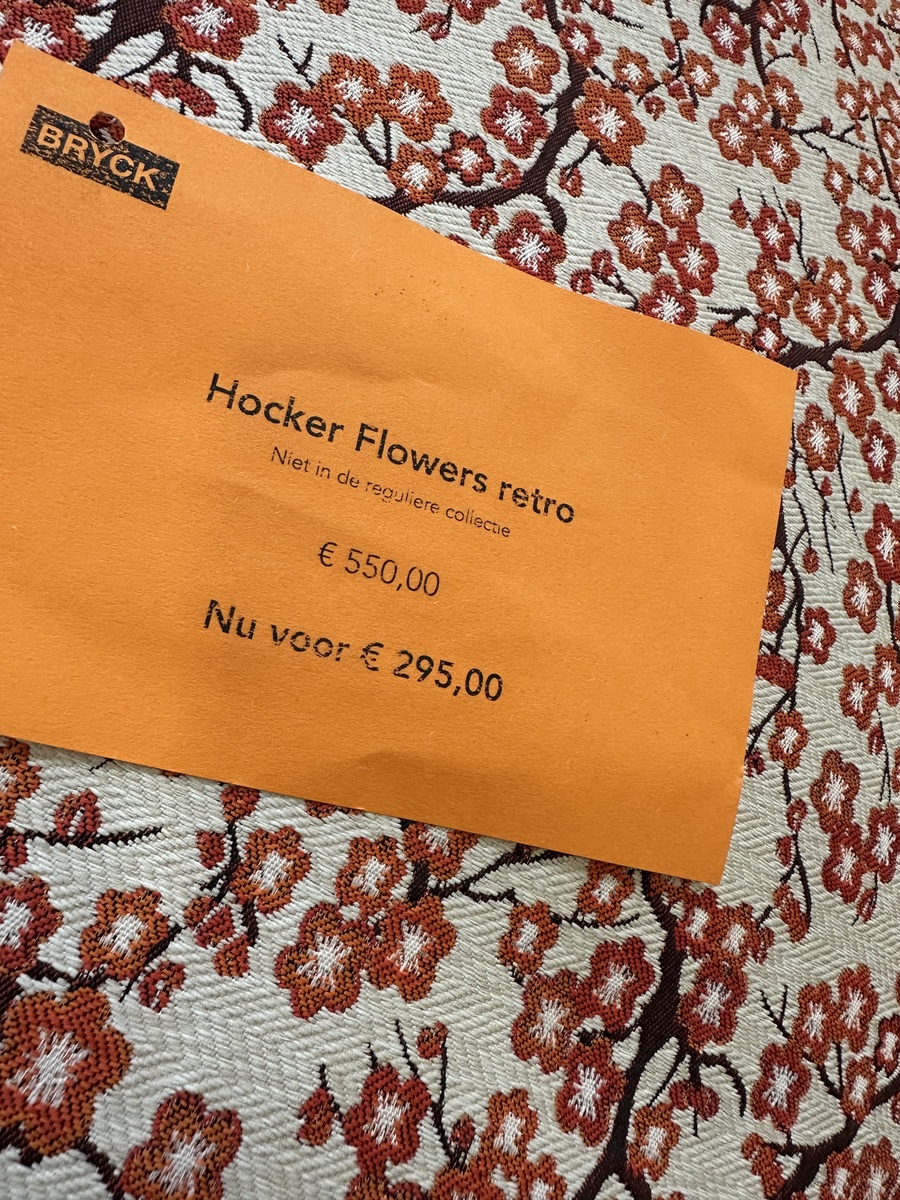 BRYCK
Hocker Flowers retro
Niet in de reguliere collectie
€ 550,00
Nu voor € 295,00